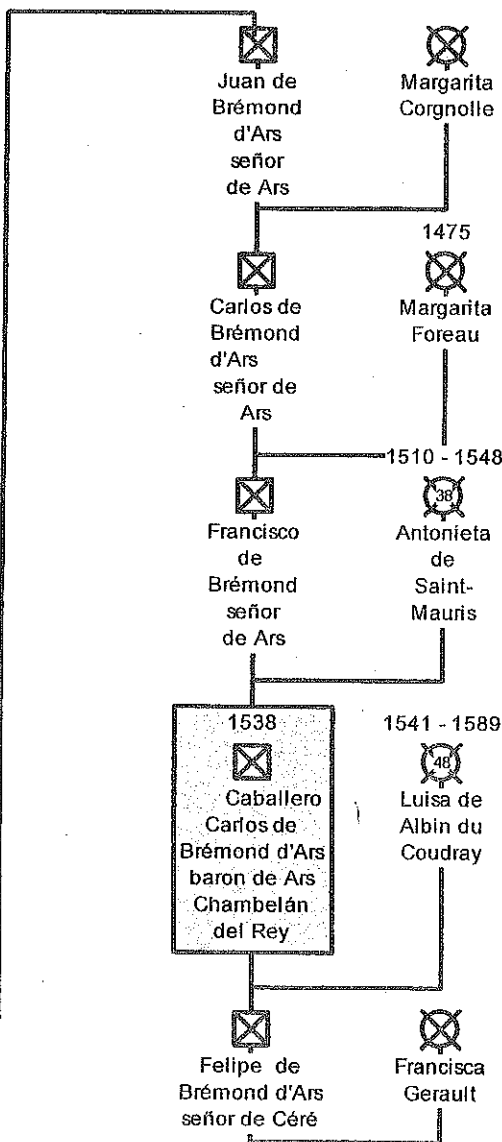 Juan de
Brémond
d'Ars
señor
de Ars
Margarita
Corgnolle
Carlos de
Brémond
d'Ars
señor de
Ars
1475
Margarita
Foreau
Francisco
de
Brémond
señor
de Ars
1510 - 1548
38
Antonieta
de
Saint-
Mauris
1538
Caballero
Carlos de
Brémond d'Ars
baron de Ars
Chambelán
del Rey
1541 - 1589
48
Luisa de
Albin du
Coudray
Felipe de
Brémond d'Ars
señor de Céré
Francisca
Gerault